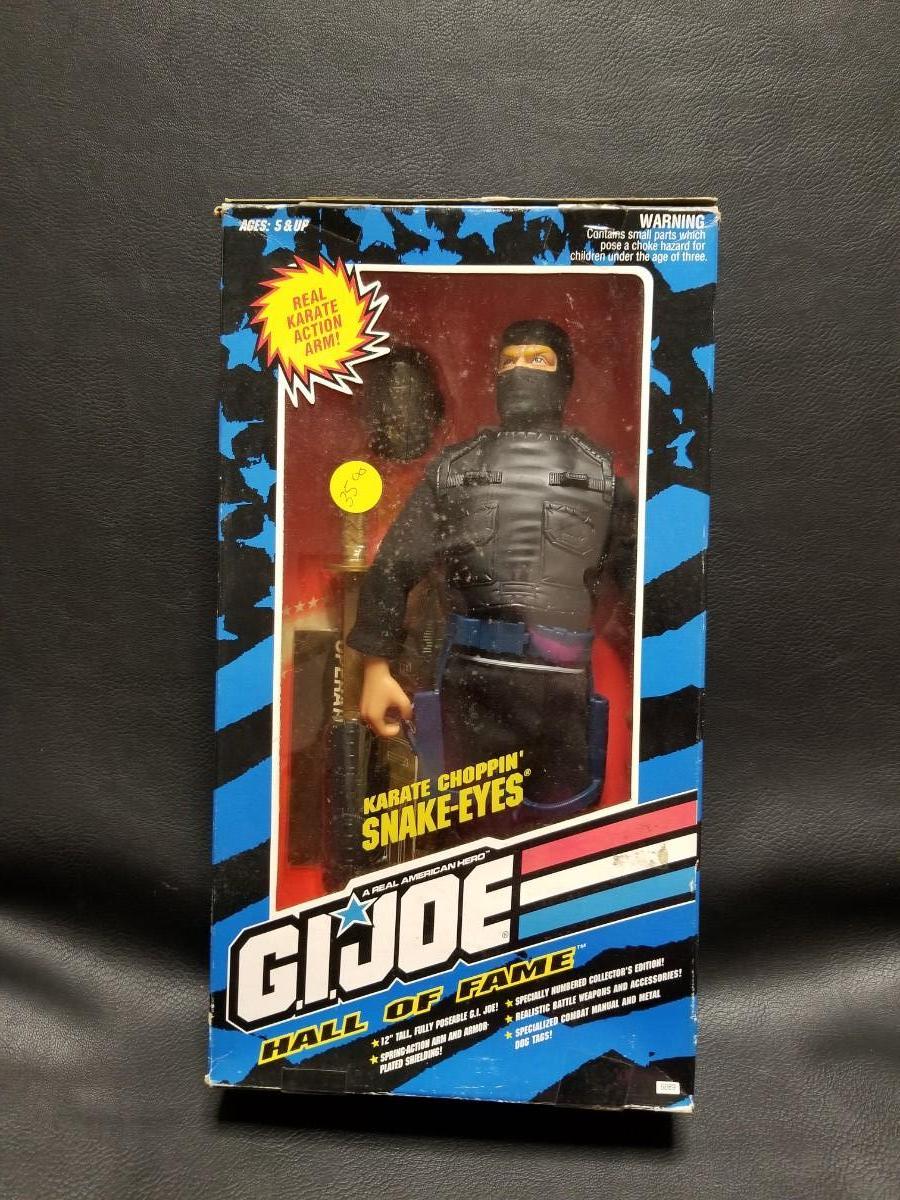 AGES: 5 & UP
WARNING
Contains small parts which
pose a choke hazard for
children under the age of three.
REAL
KARATE
ACTION
ARM!
35 00
KARATE CHOPPIN'
SNAKE-EYES®
A REAL AMERICAN HERO™
G.I.JOE®
HALL OF FAME™
★12" TALL, FULLY POSEABLE G.I. JOE!
★SPRING-ACTION ARM AND ARMOR-
PLATED SHIELDING!
★SPECIALLY NUMBERED COLLECTOR'S EDITION!
★REALISTIC BATTLE WEAPONS AND ACCESSORIES!
★SPECIALIZED COMBAT MANUAL AND METAL
DOG TAGS!